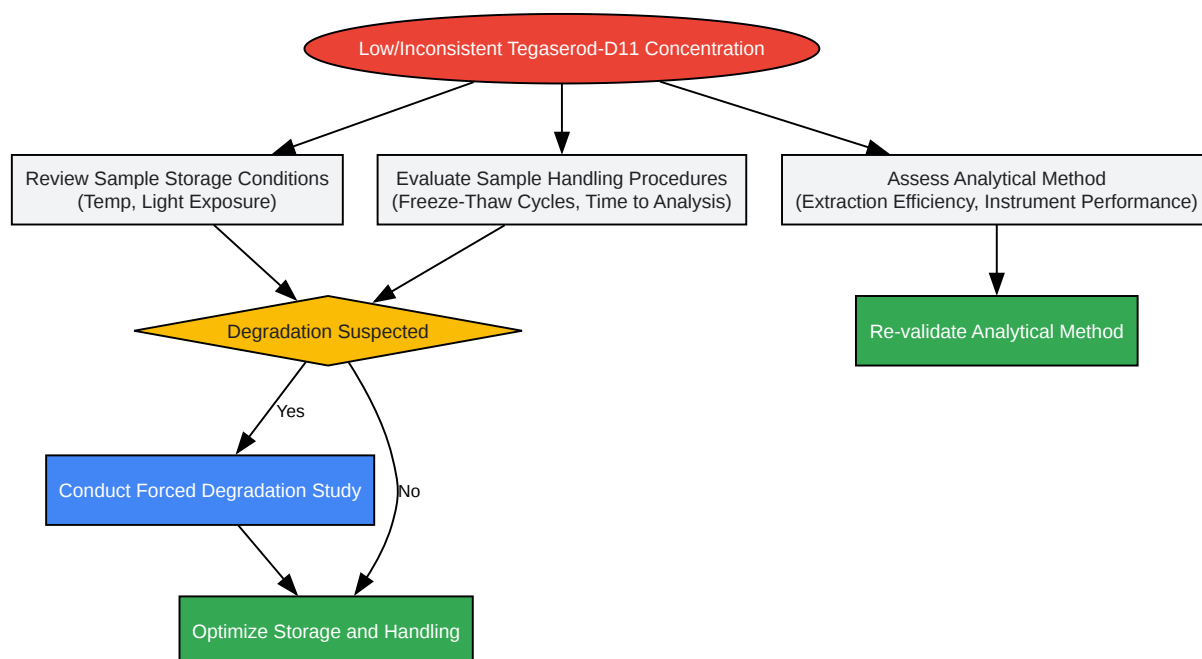 Low/Inconsistent Tegaserod-D11 Concentration
Review Sample Storage Conditions
(Temp, Light Exposure)
Evaluate Sample Handling Procedures
(Freeze-Thaw Cycles, Time to Analysis)
Assess Analytical Method
(Extraction Efficiency, Instrument Performance)
Degradation Suspected
Re-validate Analytical Method
Yes
Conduct Forced Degradation Study
No
Optimize Storage and Handling